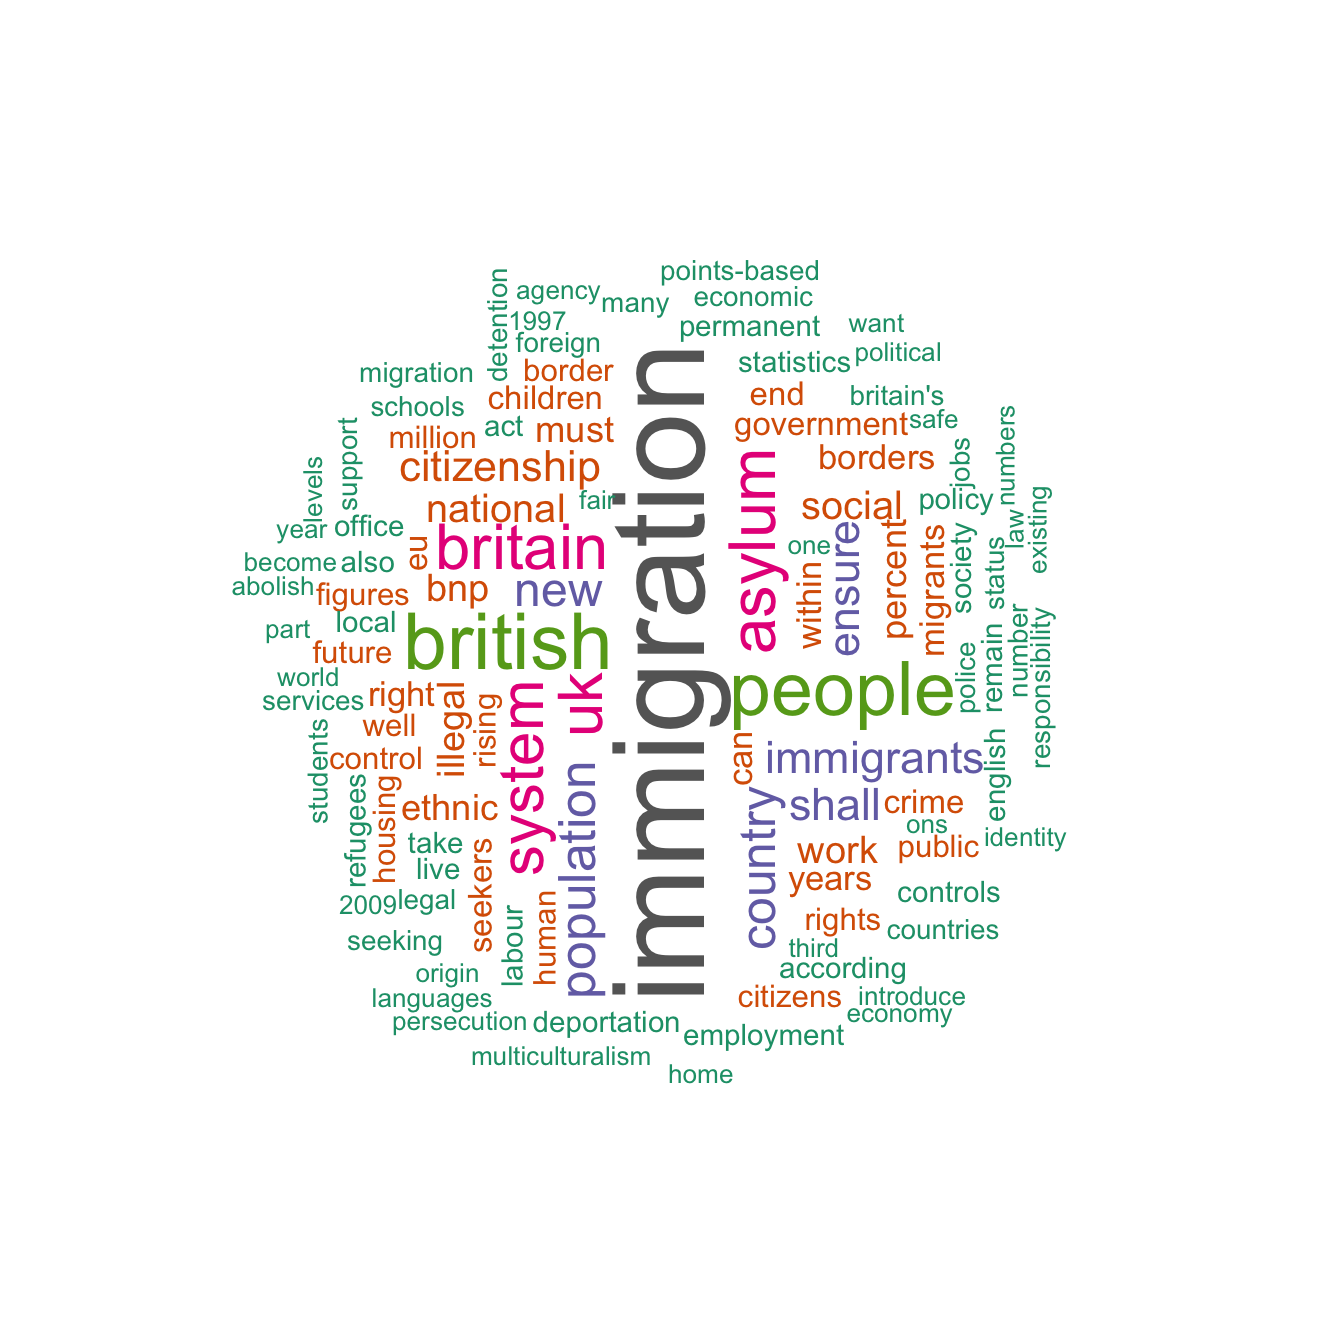 points-based
agency
many
economic
detention
1997
permanent
want
foreign
statistics
political
migration
border
children
end
britain's
schools
act
must
government
safe
million
support
citizenship
borders
jobs
numbers
levels
national
fair
social
policy
year
office
britain
immigration
asylum
one
ensure
percent
migrants
society
status
law
existing
become
also
eu
abolish
figures
bnp
new
within
part
local
british
future
people
police
remain
number
responsibility
world
services
right
illegal
rising
system
uk
well
control
can
immigrants
english
students
refugees
housing
ethnic
population
country
shall
crime
ons
identity
take
live
seekers
work
public
years
2009
legal
human
labour
rights
controls
seeking
countries
third
origin
according
languages
citizens
introduce
persecution
deportation
economy
employment
multiculturalism
home